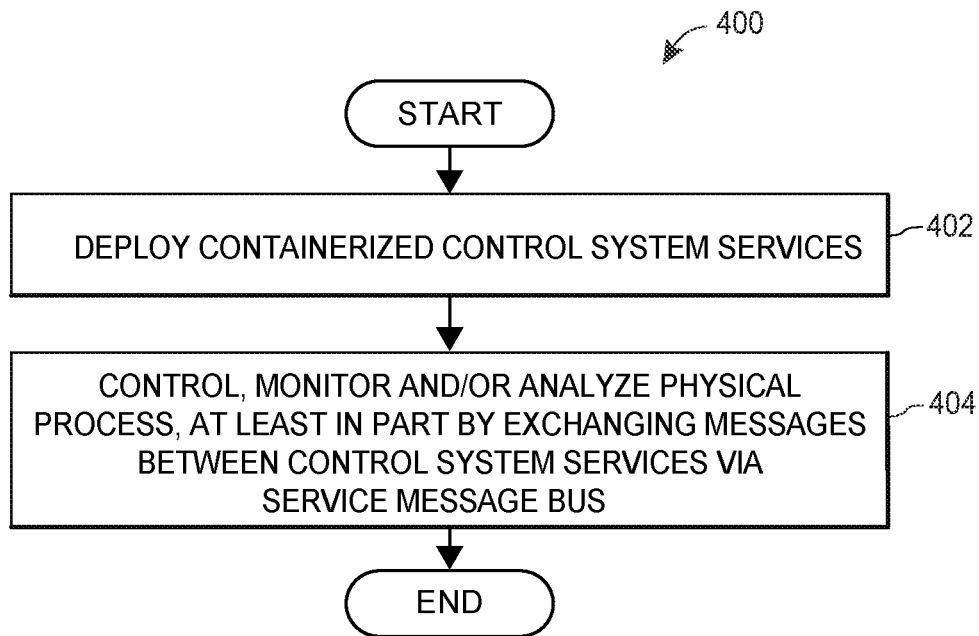 400
START
DEPLOY CONTAINERIZED CONTROL SYSTEM SERVICES
402
CONTROL, MONITOR AND/OR ANALYZE PHYSICAL
PROCESS, AT LEAST IN PART BY EXCHANGING MESSAGES
BETWEEN CONTROL SYSTEM SERVICES VIA
SERVICE MESSAGE BUS
404
END